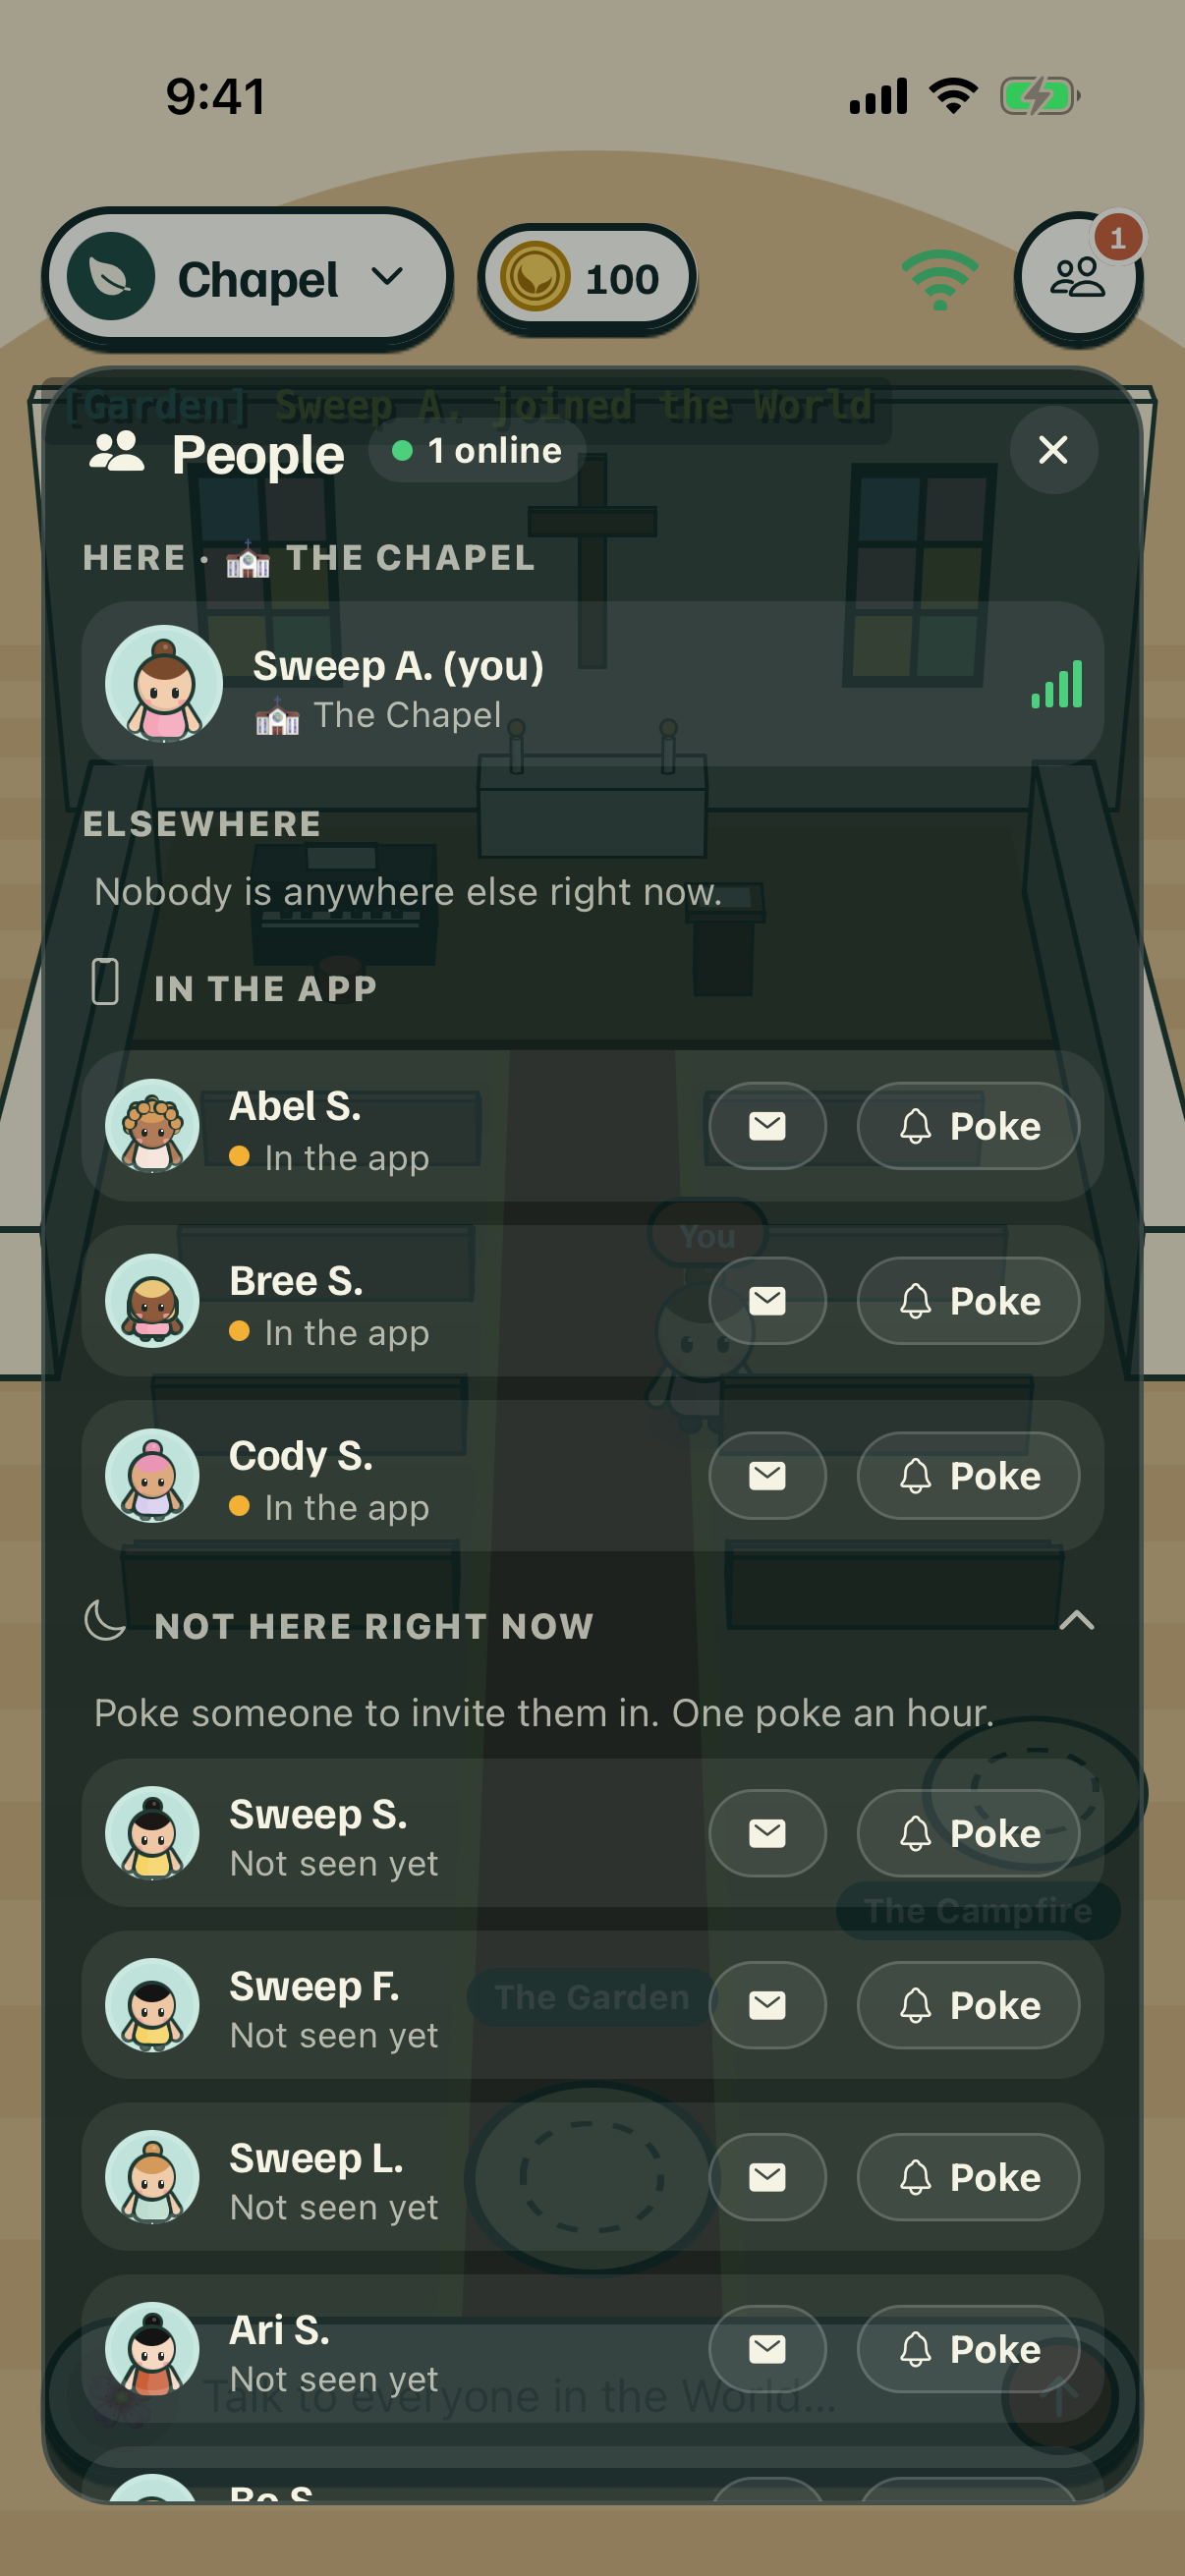 9:41
Chapel
100
1
[Garden] Sweep A. joined the World
People
1 online
HERE · THE CHAPEL
Sweep A. (you)
The Chapel
ELSEWHERE
Nobody is anywhere else right now.
IN THE APP
Abel S.
In the app
Poke
You
Bree S.
In the app
Poke
Cody S.
In the app
Poke
NOT HERE RIGHT NOW
Poke someone to invite them in. One poke an hour.
Sweep S.
Not seen yet
Poke
The Campfire
Sweep F.
Not seen yet
Poke
The Garden
Sweep L.
Not seen yet
Poke
Ari S.
Not seen yet
Poke
Talk to everyone in the World...